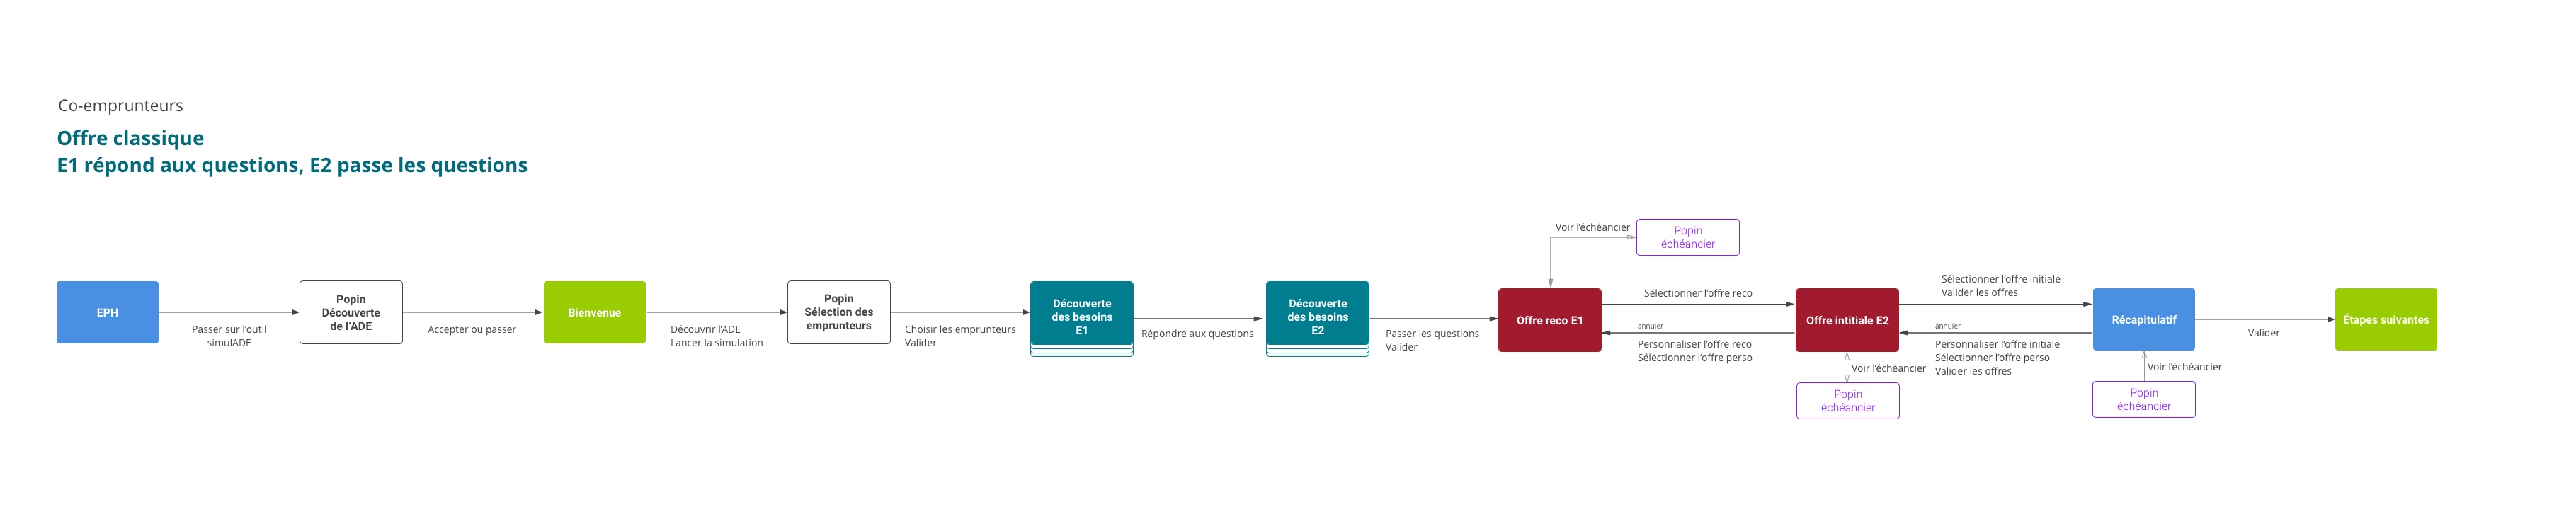 Co-emprunteurs
Offre classique
E1 répond aux questions, E2 passe les questions
EPH
Passer sur l’outil
simulADE
Popin
Découverte
de l’ADE
Accepter ou passer
Bienvenue
Découvrir l’ADE
Lancer la simulation
Popin
Sélection des
emprunteurs
Choisir les emprunteurs
Valider
Découverte
des besoins
E1
Répondre aux questions
Découverte
des besoins
E2
Passer les questions
Valider
Voir l’échéancier
Popin
échéancier
Offre reco E1
Sélectionner l’offre reco
annuler
Personnaliser l’offre reco
Sélectionner l’offre perso
Offre intitiale E2
Voir l’échéancier
Popin
échéancier
Sélectionner l’offre initiale
Valider les offres
annuler
Personnaliser l’offre initiale
Sélectionner l’offre perso
Valider les offres
Récapitulatif
Voir l’échéancier
Popin
échéancier
Valider
Étapes suivantes